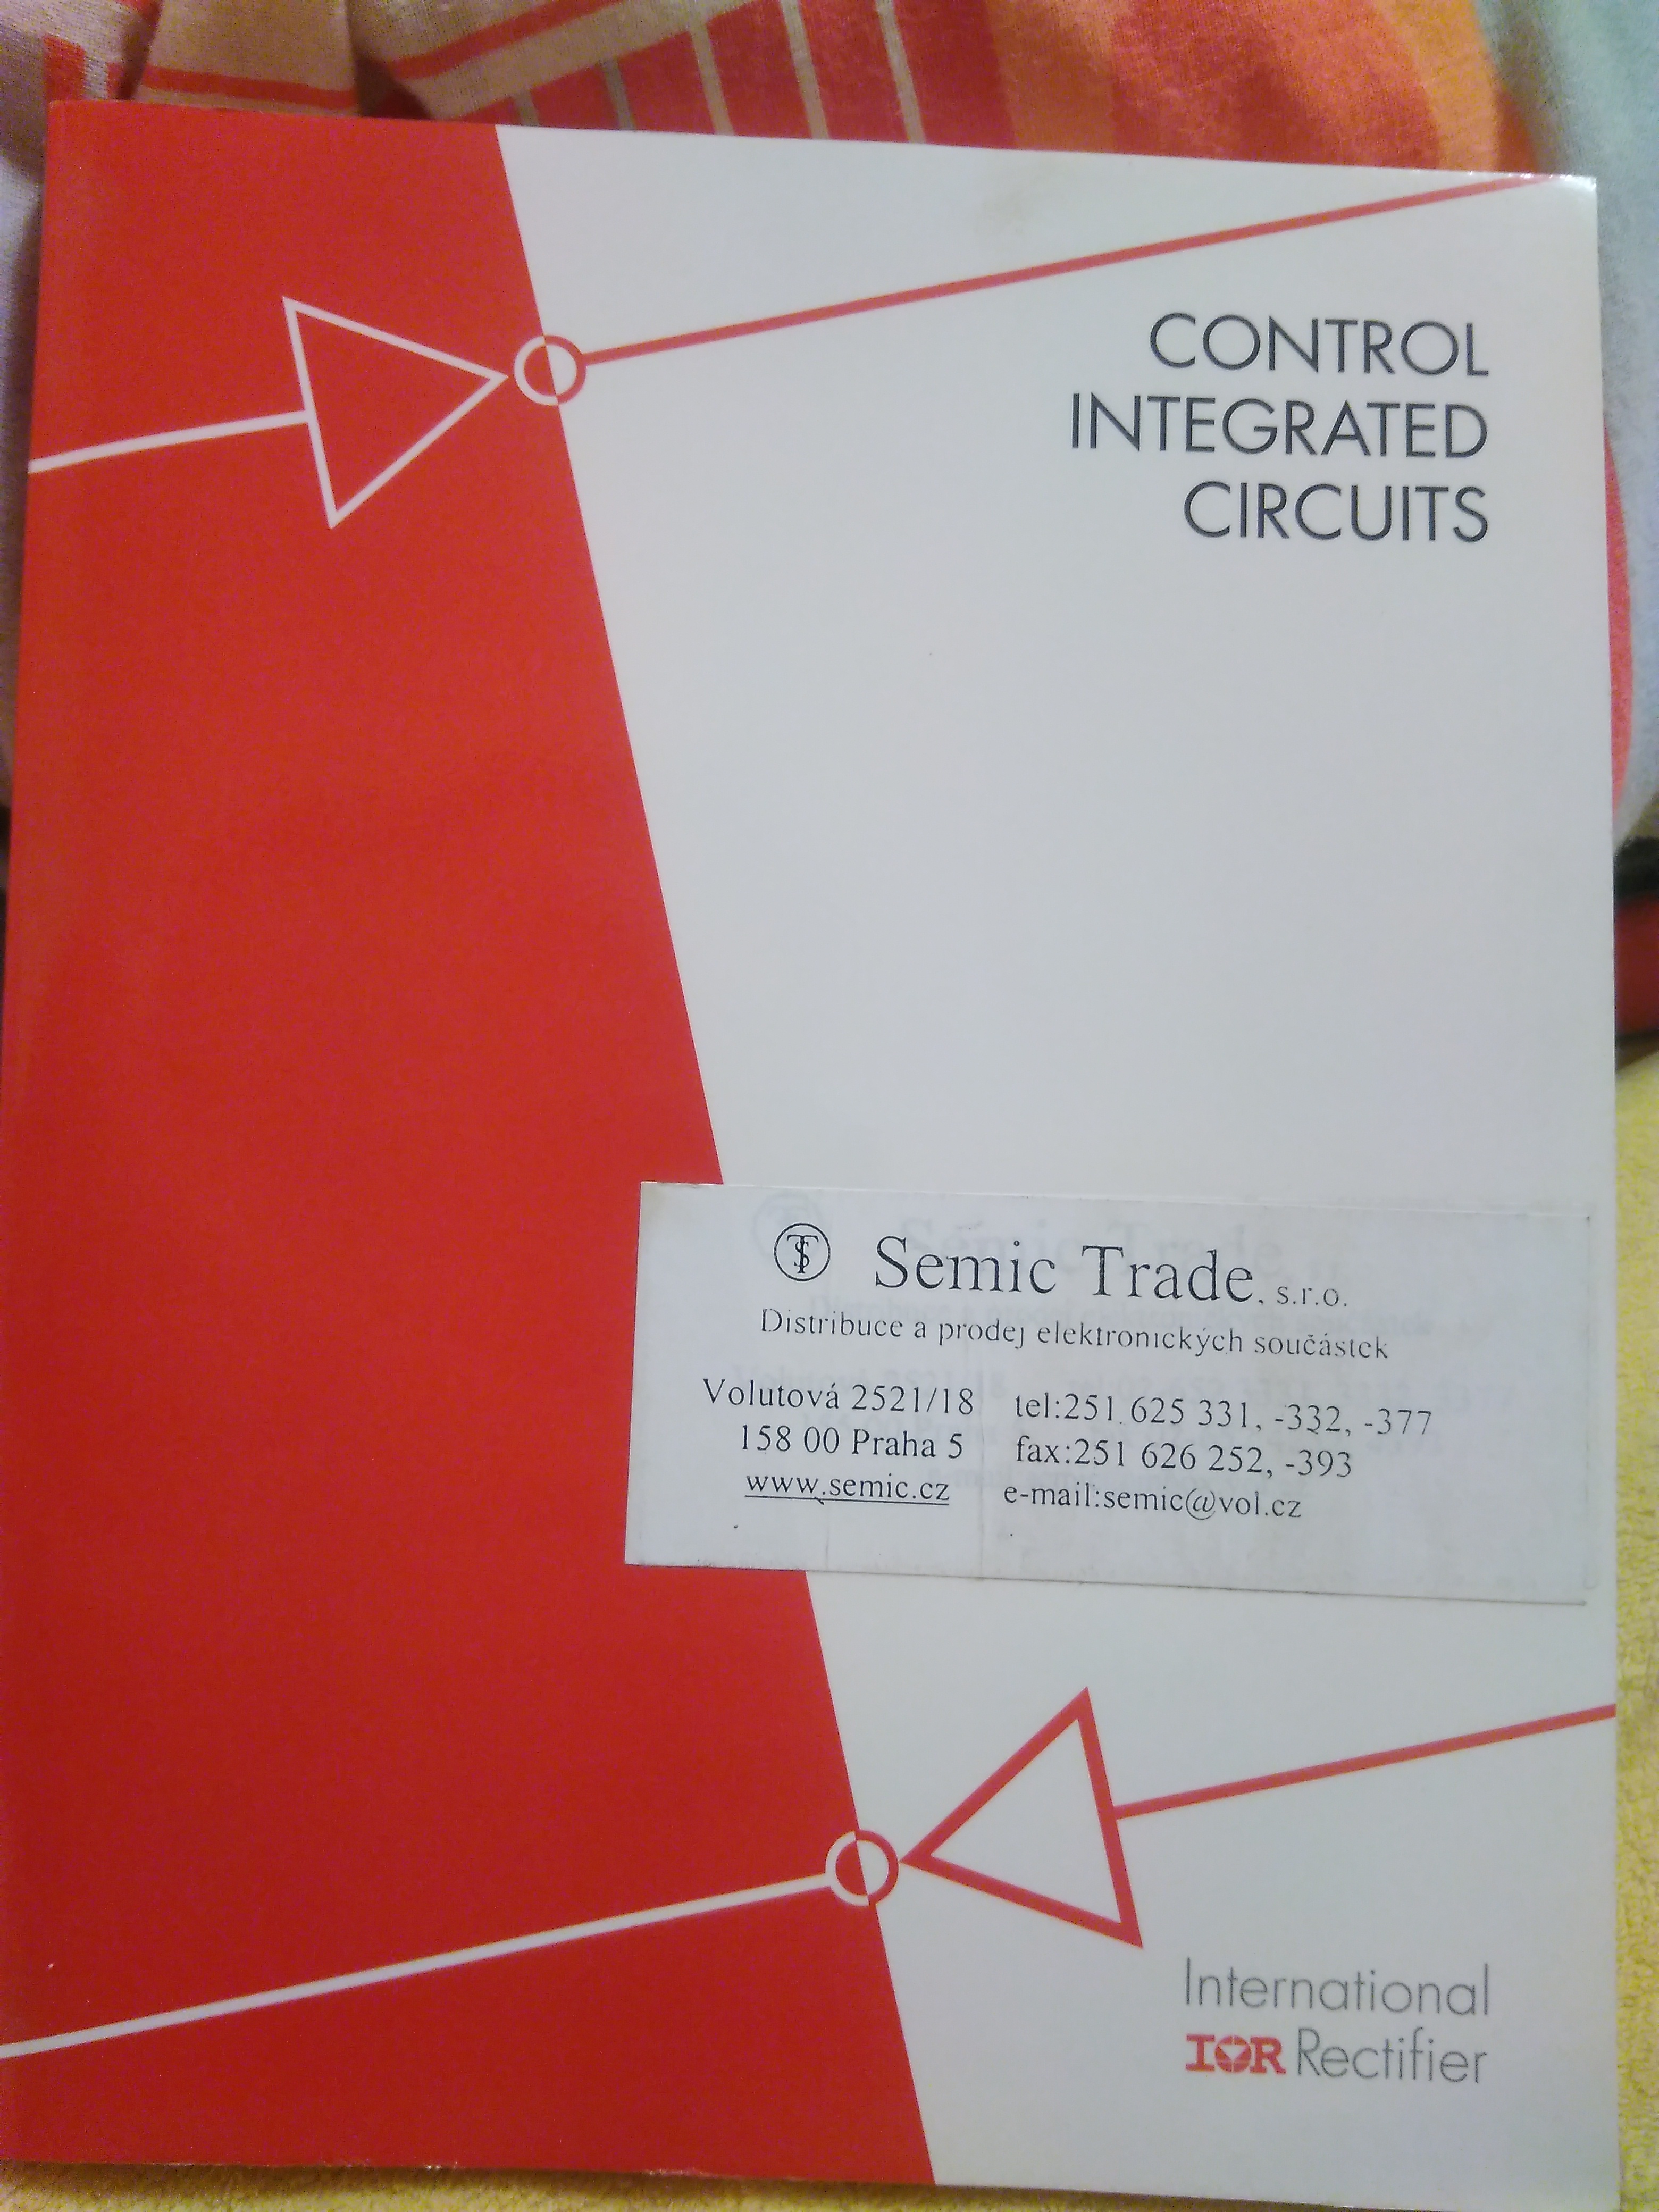 CONTROL
INTEGRATED
CIRCUITS
Semic Trade, s.r.o.
Distribuce a prodej elektronických součástek
Volutová 2521/18 tel:251 625 331, -332, -377
158 00 Praha 5 fax:251 626 252, -393
www.semic.cz e-mail:semic@vol.cz
International
IOR Rectifier